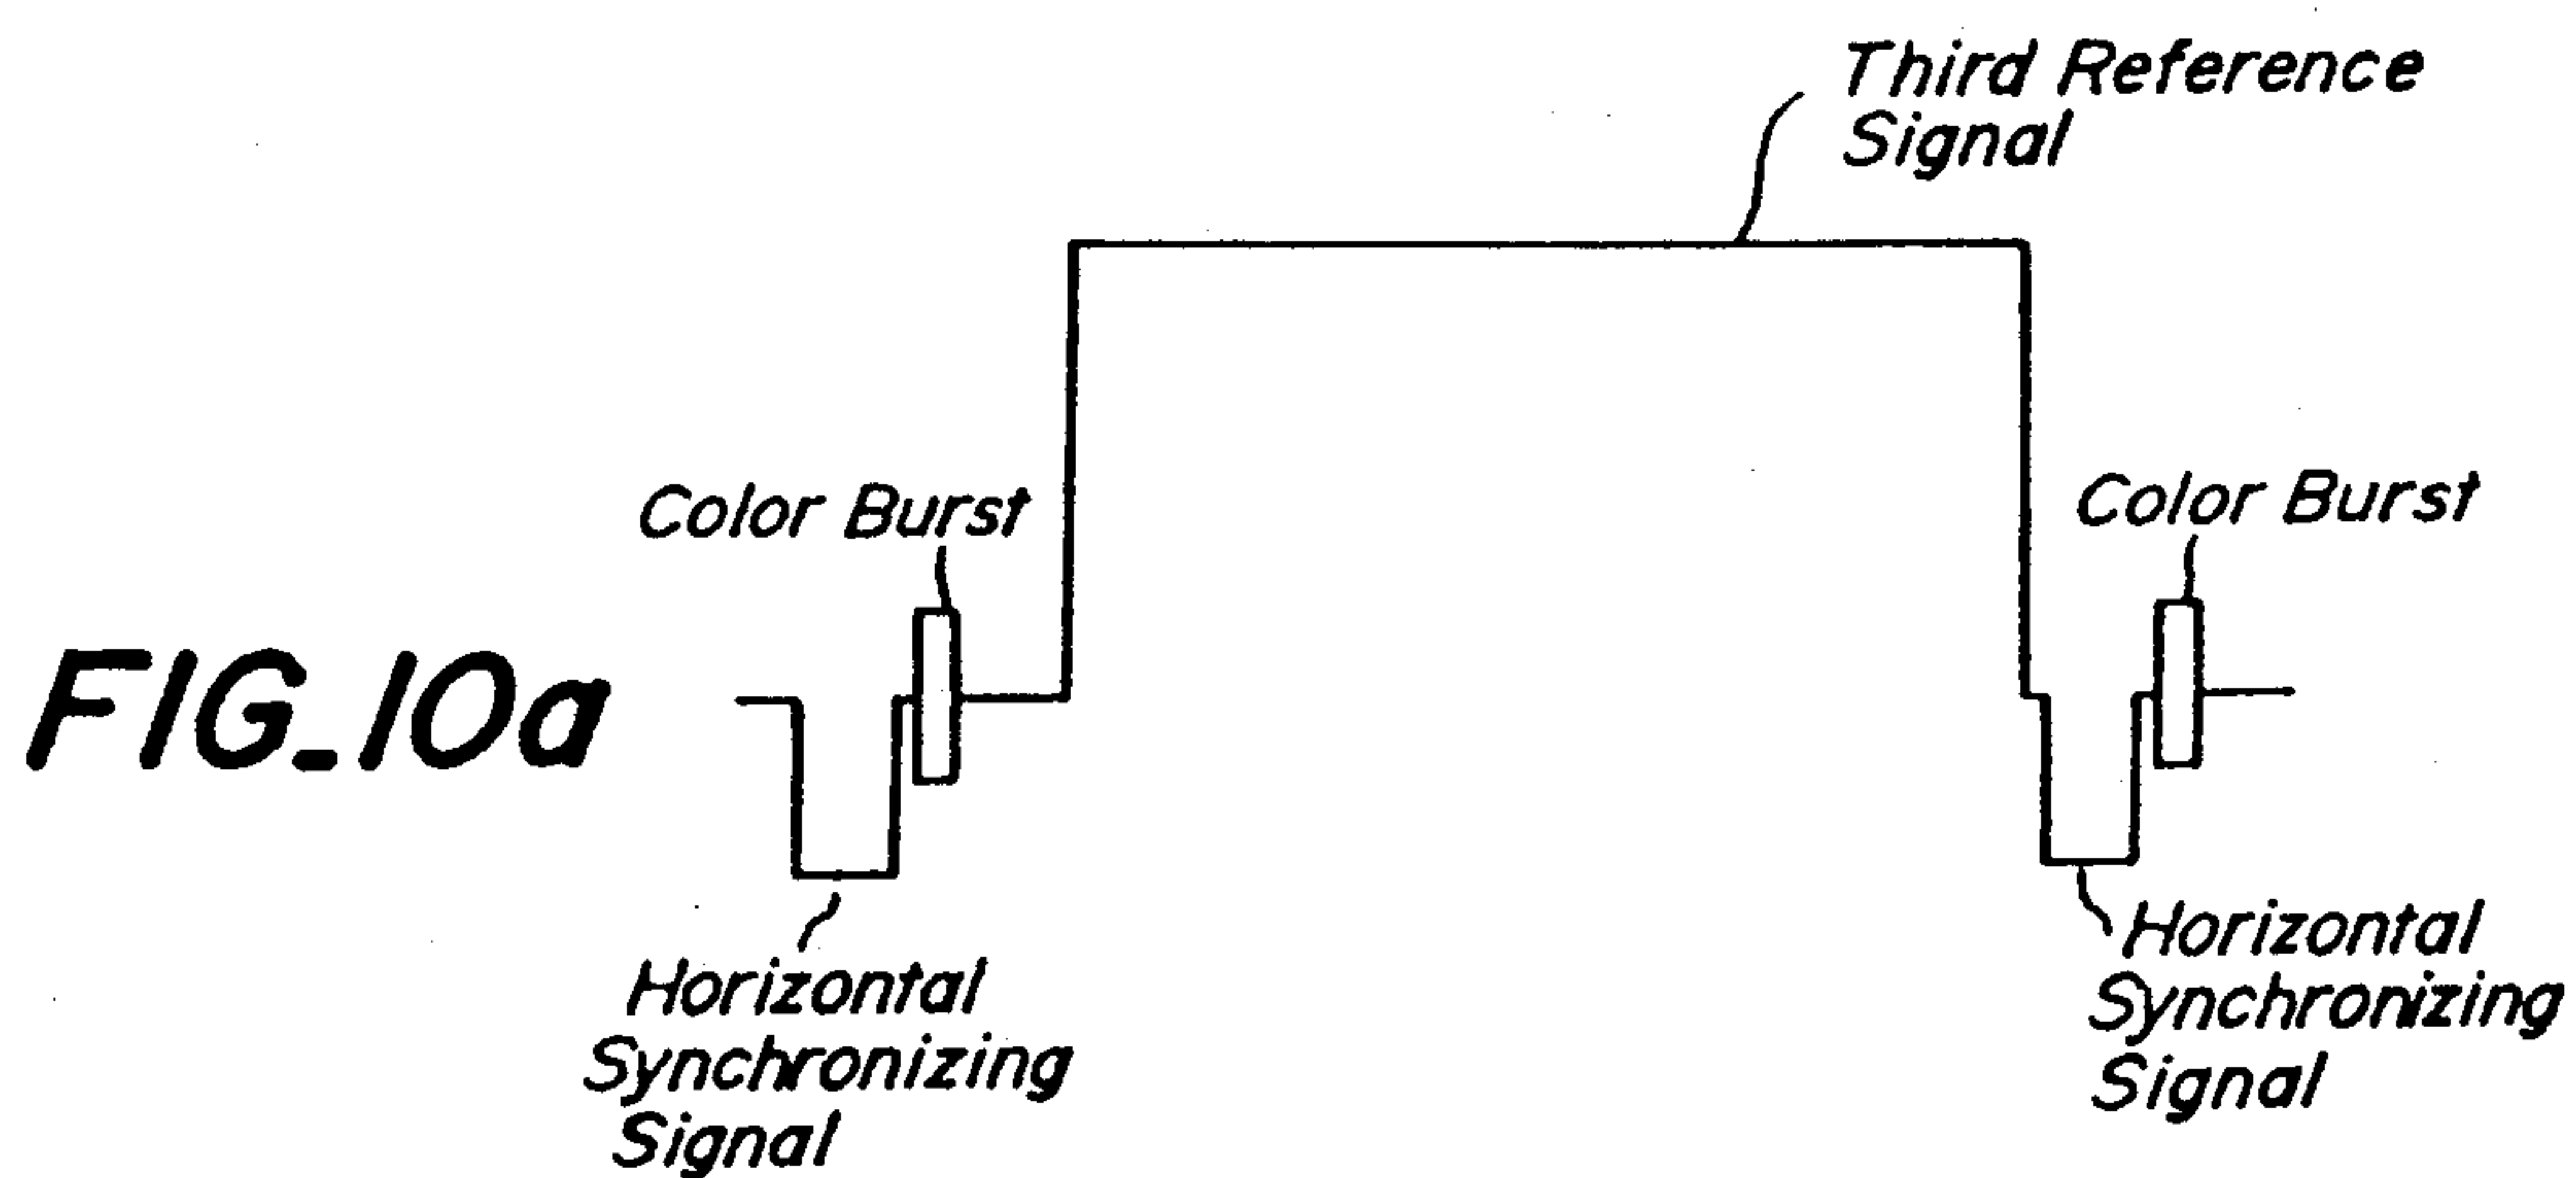 Third Reference
Signal
Color Burst
Color Burst
FIG_10a
Horizontal
Synchronizing
Signal
Horizontal
Synchronizing
Signal